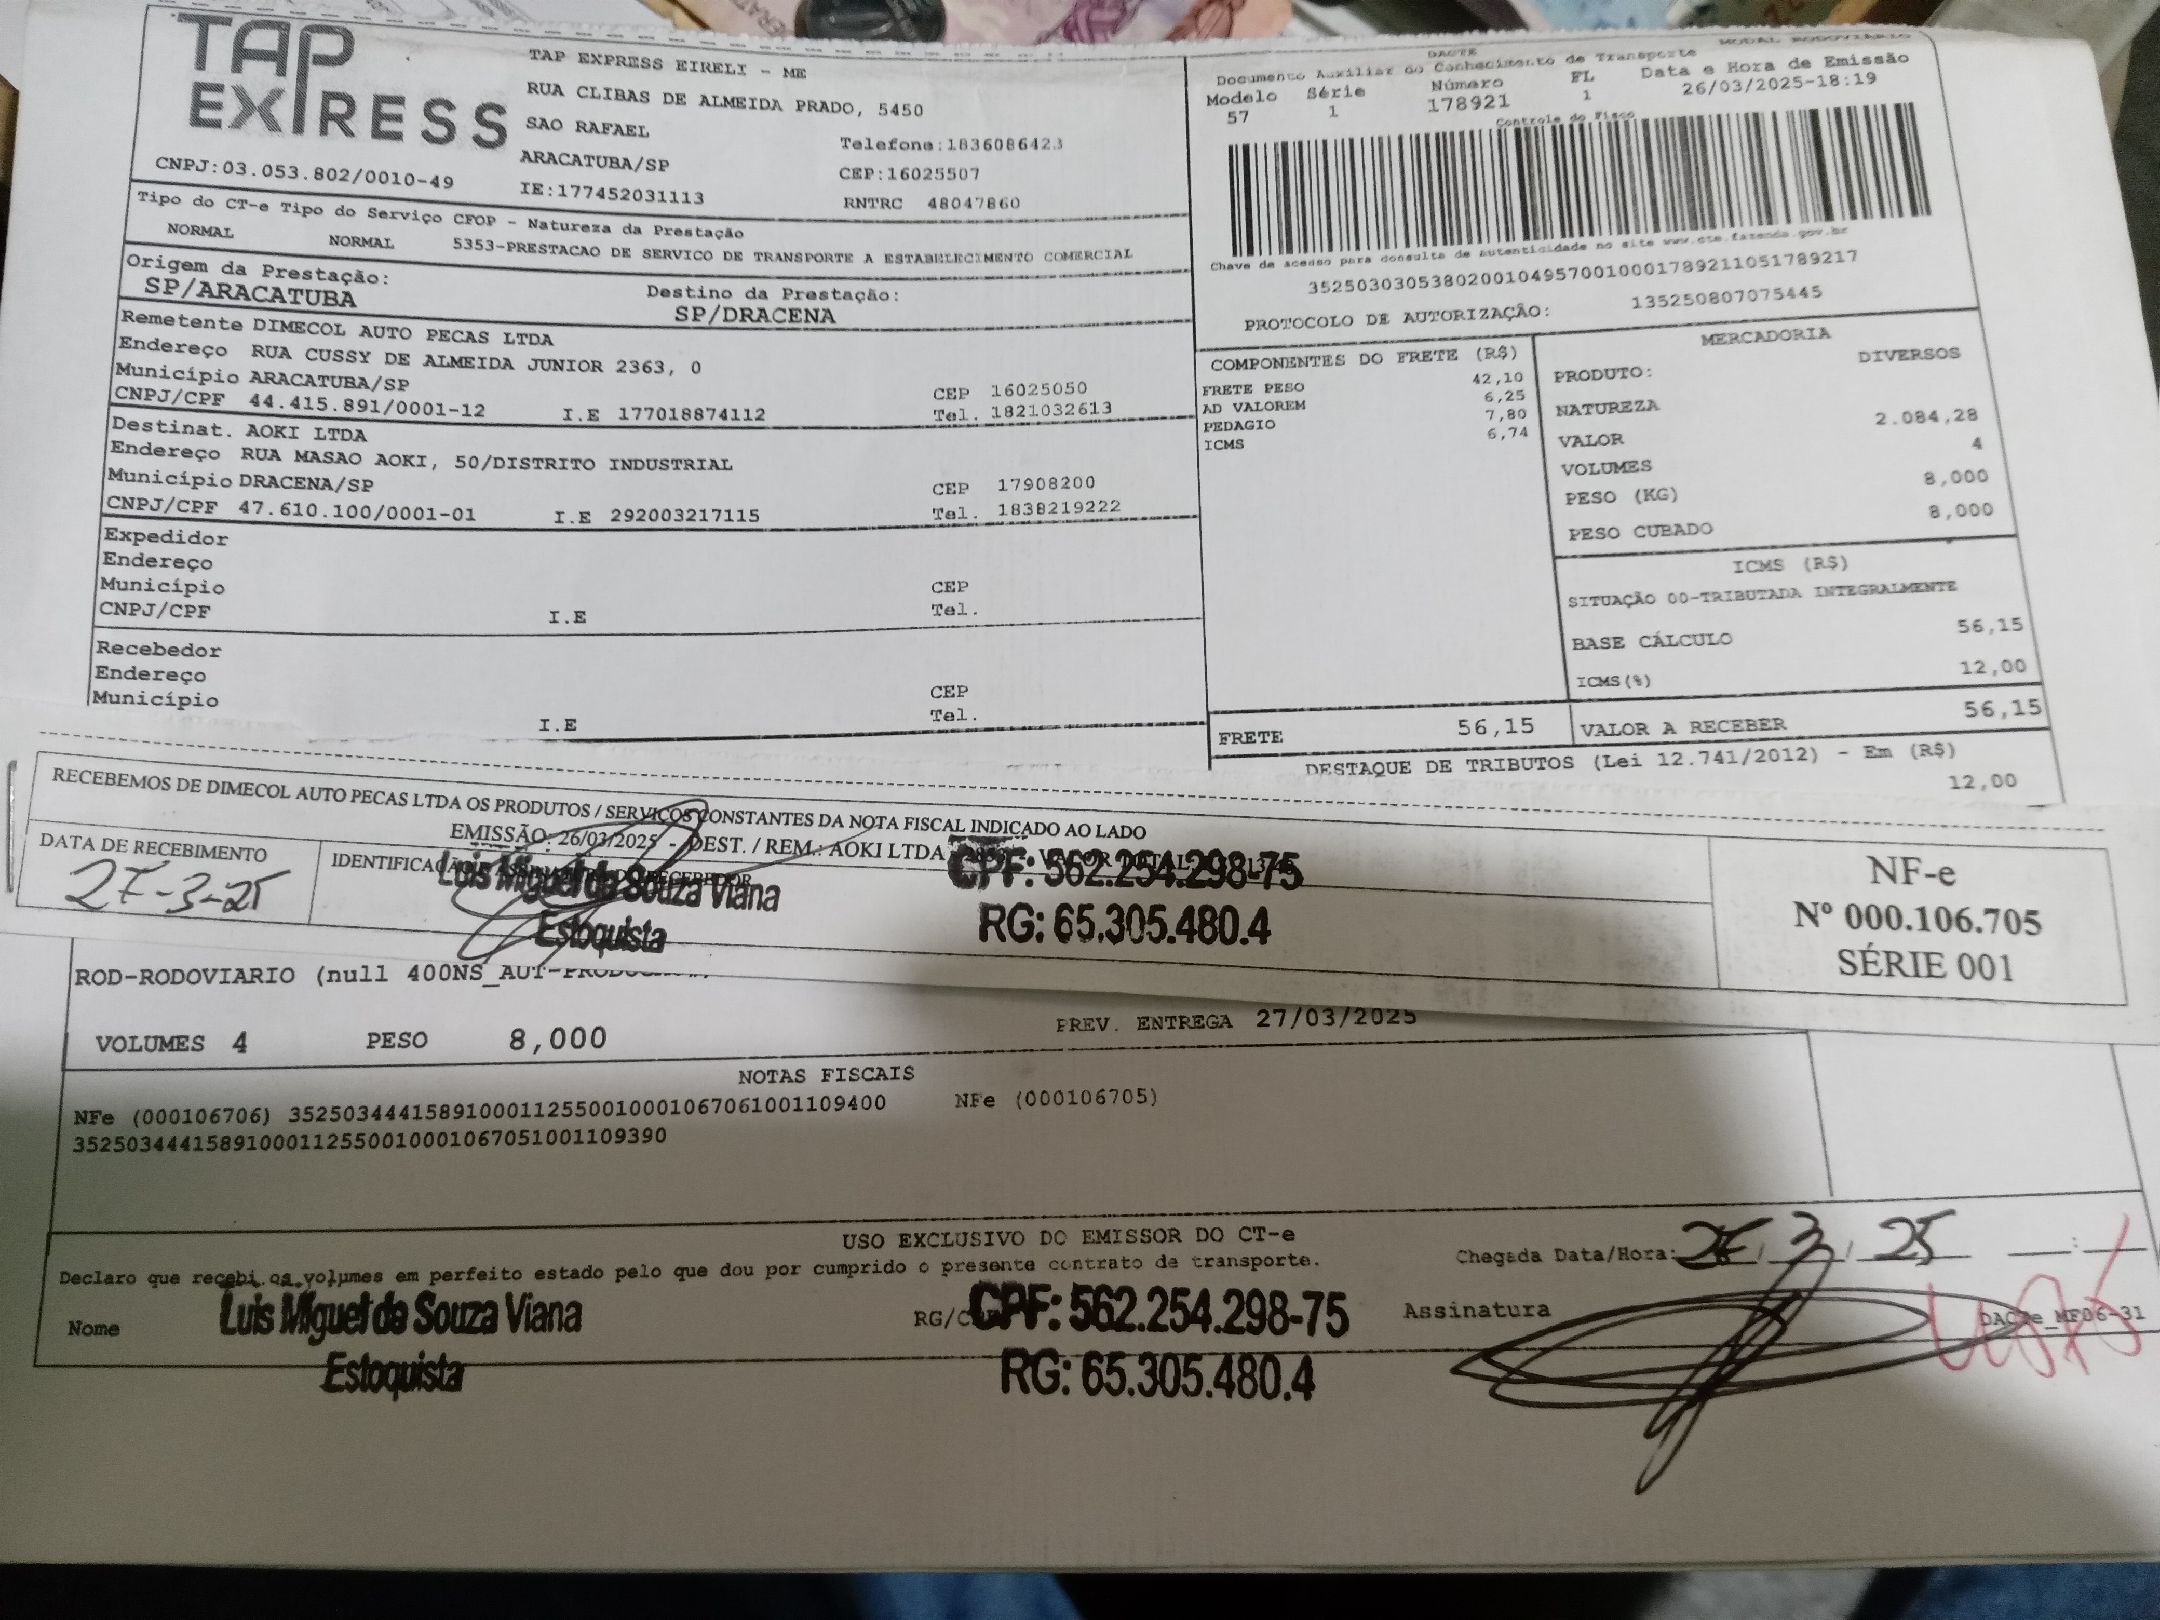 TAP EXPRESS
TAP EXPRESS EIRELI - ME
RUA CLIBAS DE ALMEIDA PRADO, 5450
SAO RAFAEL
ARACATUBA/SP
Telefone:1836086423
CEP:16025507
CNPJ:03.053.802/0010-49
IE:177452031113
RNTRC 48047860
DACTE
MODAL RODOVIARIO
Documento Auxiliar do Conhecimento de Transporte
Modelo Série Número FL Data e Hora de Emissão
57 1 178921 1 26/03/2025-18:19
Controle do Fisco
Chave de acesso para consulta de autenticidade no site www.cte.fazenda.gov.br
35250303053802001049570010001789211051789217
PROTOCOLO DE AUTORIZAÇÃO: 135250807075445
Tipo do CT-e Tipo do Serviço CFOP - Natureza da Prestação
NORMAL NORMAL 5353-PRESTACAO DE SERVICO DE TRANSPORTE A ESTABELECIMENTO COMERCIAL
Origem da Prestação: Destino da Prestação:
SP/ARACATUBA SP/DRACENA
Remetente DIMECOL AUTO PECAS LTDA
Endereço RUA CUSSY DE ALMEIDA JUNIOR 2363, 0
Município ARACATUBA/SP CEP 16025050
CNPJ/CPF 44.415.891/0001-12 I.E 177018874112 Tel. 1821032613
Destinat. AOKI LTDA
Endereço RUA MASAO AOKI, 50/DISTRITO INDUSTRIAL
Município DRACENA/SP CEP 17908200
CNPJ/CPF 47.610.100/0001-01 I.E 292003217115 Tel. 1838219222
Expedidor
Endereço
Município CEP
CNPJ/CPF I.E Tel.
Recebedor
Endereço
Município CEP
I.E Tel.
COMPONENTES DO FRETE (R$)
FRETE PESO 42,10
AD VALOREM 6,25
PEDAGIO 7,80
ICMS 6,74
MERCADORIA
PRODUTO: DIVERSOS
NATUREZA
VALOR 2.084,28
VOLUMES 4
PESO (KG) 8,000
PESO CUBADO 8,000
ICMS (R$)
SITUAÇÃO 00-TRIBUTADA INTEGRALMENTE
BASE CÁLCULO 56,15
ICMS(%) 12,00
FRETE 56,15 VALOR A RECEBER 56,15
DESTAQUE DE TRIBUTOS (Lei 12.741/2012) - Em (R$)
12,00
RECEBEMOS DE DIMECOL AUTO PECAS LTDA OS PRODUTOS / SERVIÇOS CONSTANTES DA NOTA FISCAL INDICADO AO LADO
EMISSÃO: 26/03/2025 - DEST. / REM.: AOKI LTDA
DATA DE RECEBIMENTO
27-3-25
Luis Miguel da Souza Viana
Estoquista
CPF: 562.254.298-75
RG: 65.305.480.4
NF-e
Nº 000.106.705
SÉRIE 001
ROD-RODOVIARIO (null 400NS_AUT-
VOLUMES 4 PESO 8,000 PREV. ENTREGA 27/03/2025
NOTAS FISCAIS
NFe (000106706) 35250344415891000112550010001067061001109400 NFe (000106705)
35250344415891000112550010001067051001109390
USO EXCLUSIVO DO EMISSOR DO CT-e
Declaro que recebi os volumes em perfeito estado pelo que dou por cumprido o presente contrato de transporte.
Chegada Data/Hora: 27/3/25 :
Nome Luis Miguel da Souza Viana
Estoquista
CPF: 562.254.298-75
RG: 65.305.480.4
Assinatura